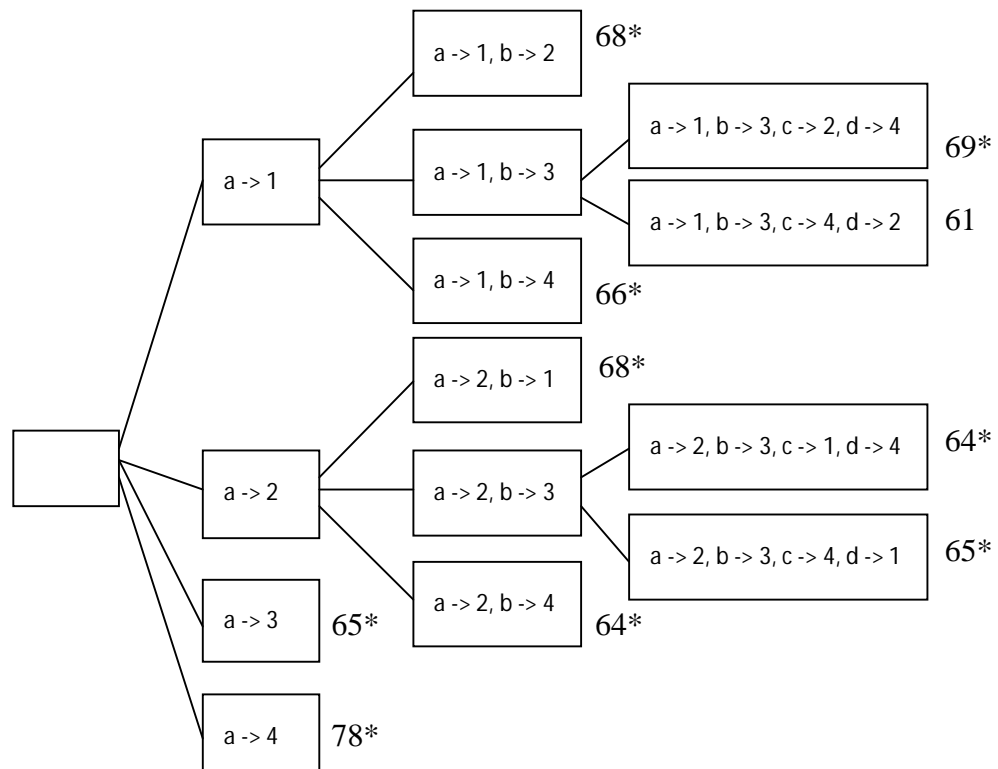 a -> 1, b -> 2
68*
a -> 1, b -> 3, c -> 2, d -> 4
69*
a -> 1
a -> 1, b -> 3
a -> 1, b -> 3, c -> 4, d -> 2
61
a -> 1, b -> 4
66*
a -> 2, b -> 1
68*
a -> 2, b -> 3, c -> 1, d -> 4
64*
a -> 2
a -> 2, b -> 3
a -> 2, b -> 3, c -> 4, d -> 1
65*
a -> 2, b -> 4
64*
a -> 3
65*
a -> 4
78*